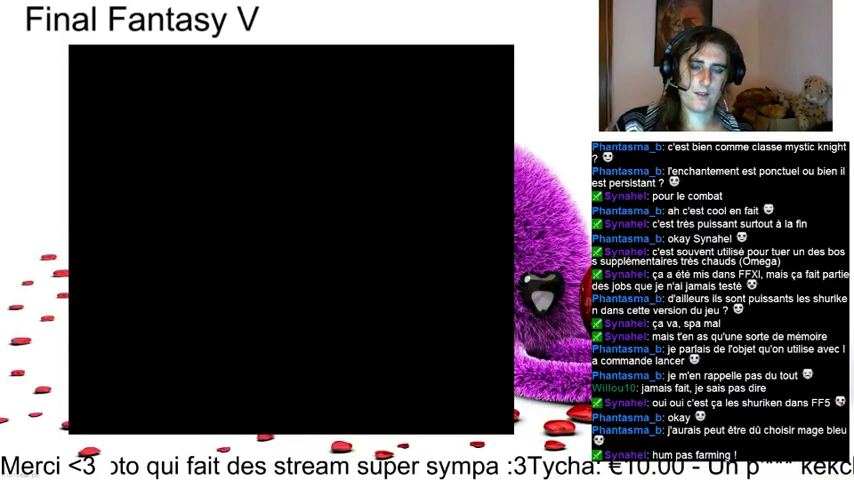 Final Fantasy V
Phantasma_b: c'est bien comme classe mystic knight
?
Phantasma_b: l'enchantement est ponctuel ou bien il
est persistant ?
Synahel: pour le combat
Phantasma_b: ah c'est cool en fait
Synahel: c'est très puissant surtout à la fin
Phantasma_b: okay Synahel
Synahel: c'est souvent utilisé pour tuer un des bos
s supplémentaires très chauds (Omega)
Synahel: ça a été mis dans FFXI, mais ça fait partie
des jobs que je n'ai jamais testé
Phantasma_b: d'ailleurs ils sont puissants les shurike
n dans cette version du jeu ?
Synahel: ça va, spa mal
Synahel: mais t'en as qu'une sorte de mémoire
Phantasma_b: je parlais de l'objet qu'on utilise avec l
a commande lancer
Phantasma_b: je m'en rappelle pas du tout
Willou10: jamais fait, je sais pas dire
Synahel: oui oui c'est ça les shuriken dans FF5
Phantasma_b: okay
Phantasma_b: j'aurais peut être dû choisir mage bleu
Synahel: hum pas farming !
Merci <3 oto qui fait des stream super sympa :3Tycha: €10.00 - Un p**** kekcl